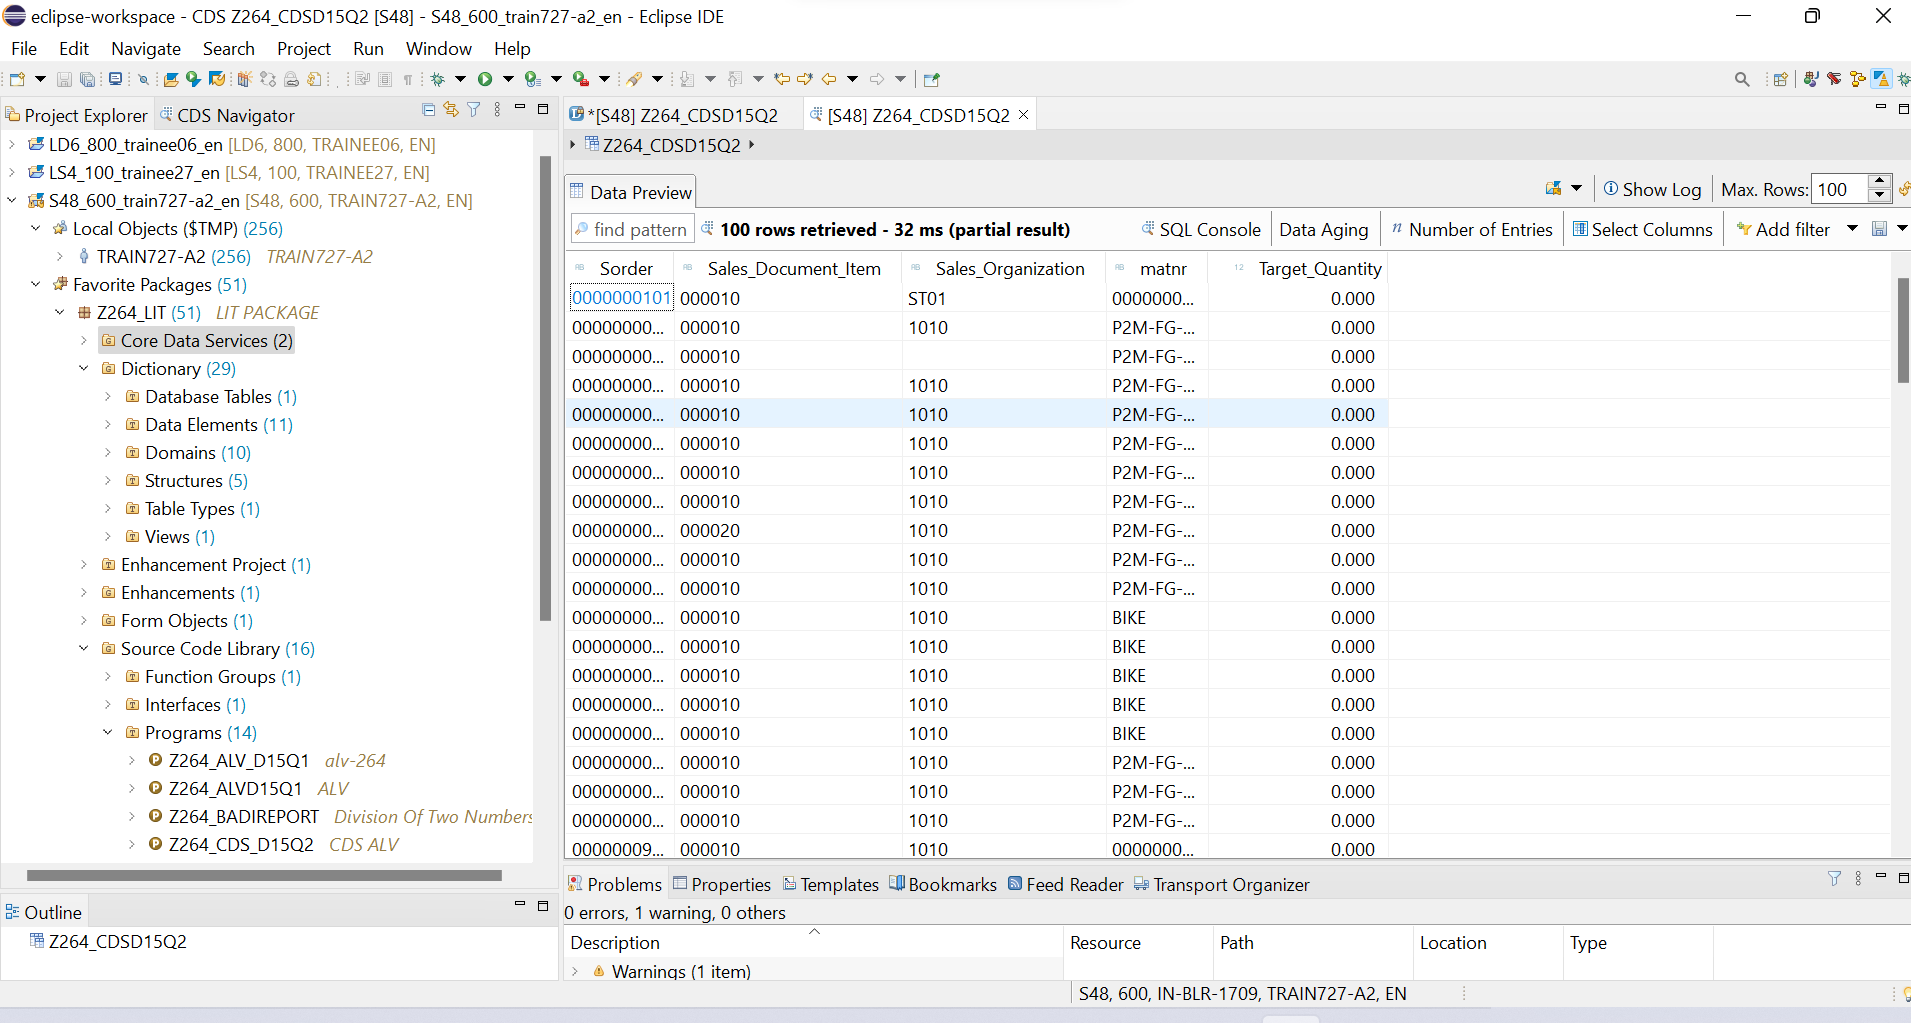 eclipse-workspace - CDS Z264_CDSD15Q2 [S48] - S48_600_train727-a2_en - Eclipse IDE
File Edit Navigate Search Project Run Window Help
Project Explorer CDS Navigator
LD6_800_trainee06_en [LD6, 800, TRAINEE06, EN]
LS4_100_trainee27_en [LS4, 100, TRAINEE27, EN]
S48_600_train727-a2_en [S48, 600, TRAIN727-A2, EN]
Local Objects ($TMP) (256)
TRAIN727-A2 (256) TRAIN727-A2
Favorite Packages (51)
Z264_LIT (51) LIT PACKAGE
Core Data Services (2)
Dictionary (29)
Database Tables (1)
Data Elements (11)
Domains (10)
Structures (5)
Table Types (1)
Views (1)
Enhancement Project (1)
Enhancements (1)
Form Objects (1)
Source Code Library (16)
Function Groups (1)
Interfaces (1)
Programs (14)
Z264_ALV_D15Q1 alv-264
Z264_ALVD15Q1 ALV
Z264_BADIREPORT Division Of Two Numbers
Z264_CDS_D15Q2 CDS ALV
Outline
Z264_CDSD15Q2
*[S48] Z264_CDSD15Q2 [S48] Z264_CDSD15Q2
Z264_CDSD15Q2
Data Preview Show Log Max. Rows: 100
find pattern 100 rows retrieved - 32 ms (partial result) SQL Console Data Aging Number of Entries Select Columns Add filter
Sorder Sales_Document_Item Sales_Organization matnr Target_Quantity
0000000101 000010 ST01 0000000... 0.000
00000000... 000010 1010 P2M-FG-... 0.000
00000000... 000010 P2M-FG-... 0.000
00000000... 000010 1010 P2M-FG-... 0.000
00000000... 000010 1010 P2M-FG-... 0.000
00000000... 000010 1010 P2M-FG-... 0.000
00000000... 000010 1010 P2M-FG-... 0.000
00000000... 000010 1010 P2M-FG-... 0.000
00000000... 000020 1010 P2M-FG-... 0.000
00000000... 000010 1010 P2M-FG-... 0.000
00000000... 000010 1010 P2M-FG-... 0.000
00000000... 000010 1010 BIKE 0.000
00000000... 000010 1010 BIKE 0.000
00000000... 000010 1010 BIKE 0.000
00000000... 000010 1010 BIKE 0.000
00000000... 000010 1010 BIKE 0.000
00000000... 000010 1010 P2M-FG-... 0.000
00000000... 000010 1010 P2M-FG-... 0.000
00000000... 000010 1010 P2M-FG-... 0.000
00000009... 000010 1010 0000000... 0.000
Problems Properties Templates Bookmarks Feed Reader Transport Organizer
0 errors, 1 warning, 0 others
Description Resource Path Location Type
Warnings (1 item)
S48, 600, IN-BLR-1709, TRAIN727-A2, EN